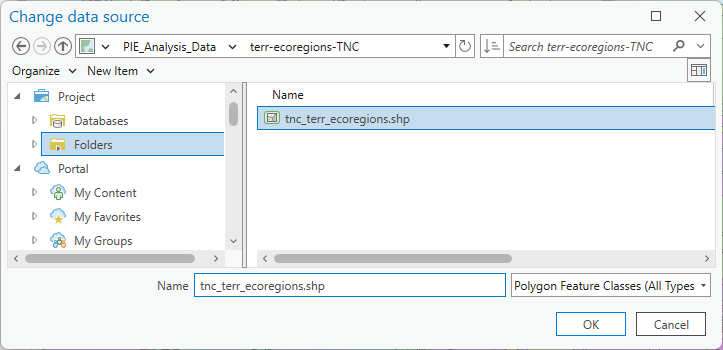 Change data source
PIE_Analysis_Data terr-ecoregions-TNC Search terr-ecoregions-TNC
Organize New Item
Project
Databases
Folders
Portal
My Content
My Favorites
My Groups
Name
tnc_terr_ecoregions.shp
Name tnc_terr_ecoregions.shp Polygon Feature Classes (All Types
OK Cancel